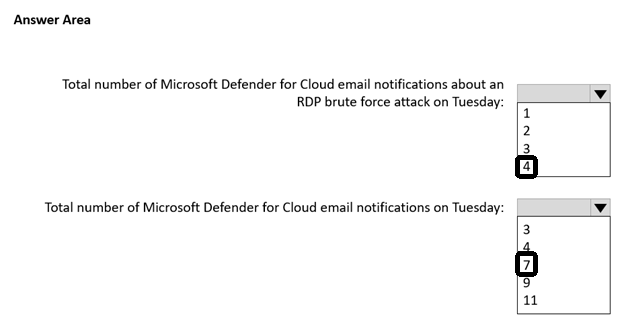 Answer Area
Total number of Microsoft Defender for Cloud email notifications about an
RDP brute force attack on Tuesday:
1
2
3
4
Total number of Microsoft Defender for Cloud email notifications on Tuesday:
3
4
7
9
11